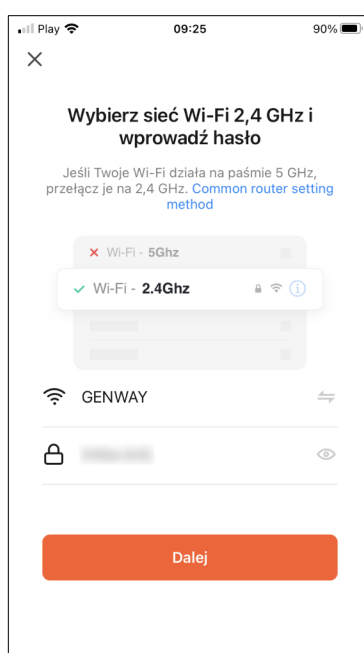 Play 09:25 90%
Wybierz sieć Wi-Fi 2,4 GHz i
wprowadź hasło
Jeśli Twoje Wi-Fi działa na paśmie 5 GHz,
przełącz je na 2,4 GHz. Common router setting
method
Wi-Fi - 5Ghz
Wi-Fi - 2.4Ghz
GENWAY
Dalej